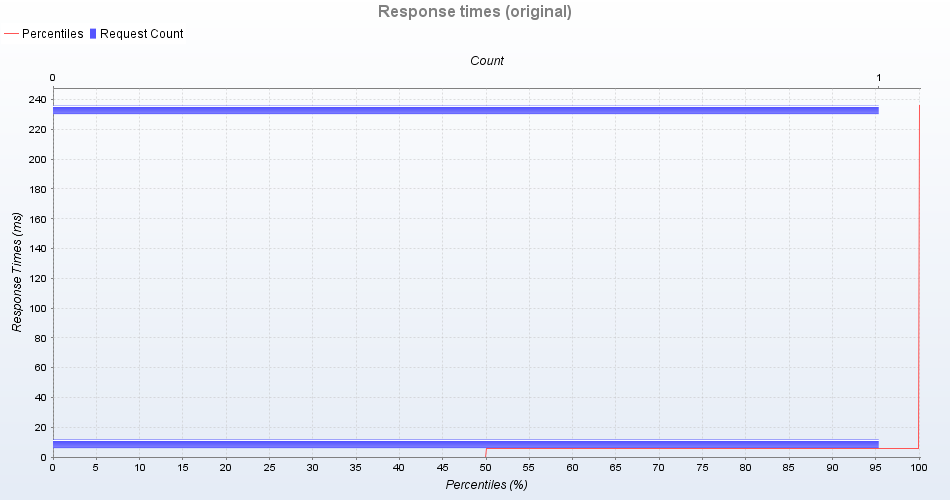 Response times (original)
Percentiles Request Count
Count
0 1
240
220
200
180
160
140
120
100
80
60
40
20
0
Response Times (ms)
0 5 10 15 20 25 30 35 40 45 50 55 60 65 70 75 80 85 90 95 100
Percentiles (%)